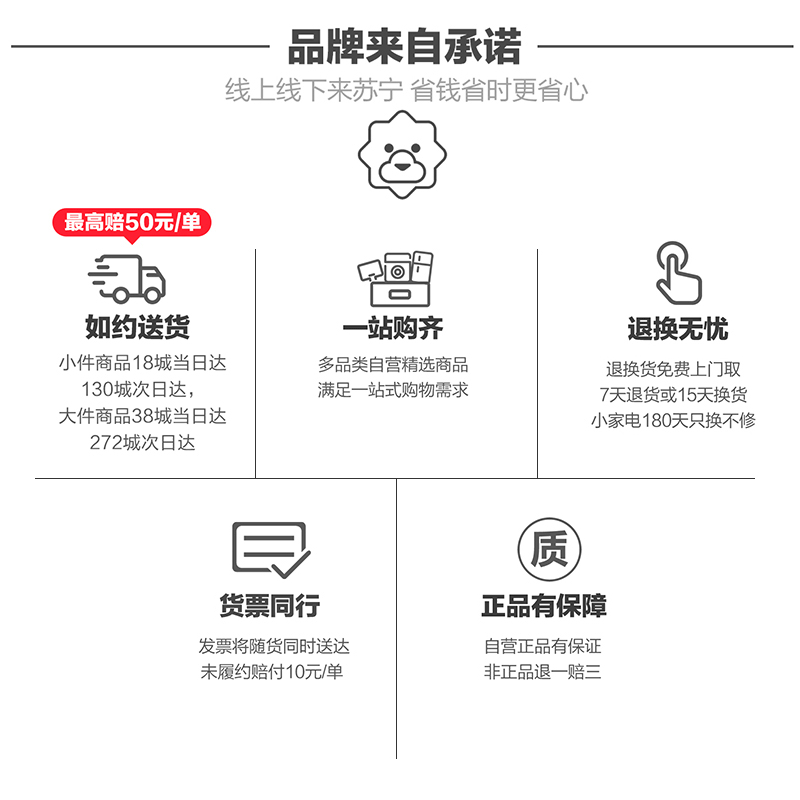 品牌来自承诺
线上线下来苏宁 省钱省时更省心
最高赔50元/单
如约送货
小件商品18城当日达
130城次日达，
大件商品38城当日达
272城次日达
一站购齐
多品类自营精选商品
满足一站式购物需求
退换无忧
退换货免费上门取
7天退货或15天换货
小家电180天只换不修
货票同行
发票将随货同时送达
未履约赔付10元/单
质
正品有保障
自营正品有保证
非正品退一赔三